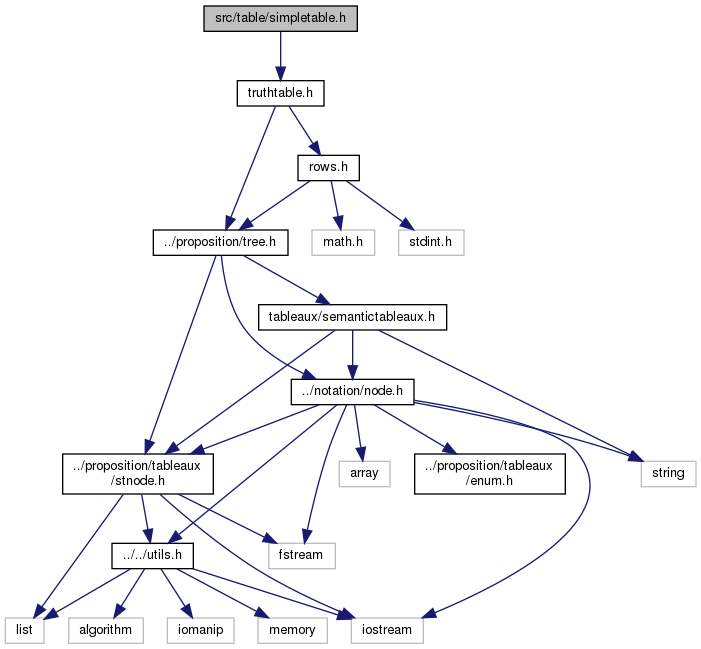 src/table/simpletable.h
truthtable.h
rows.h
../proposition/tree.h
math.h
stdint.h
tableaux/semantictableaux.h
../notation/node.h
../proposition/tableaux
/stnode.h
array
../proposition/tableaux
/enum.h
string
../../utils.h
fstream
list
algorithm
iomanip
memory
iostream